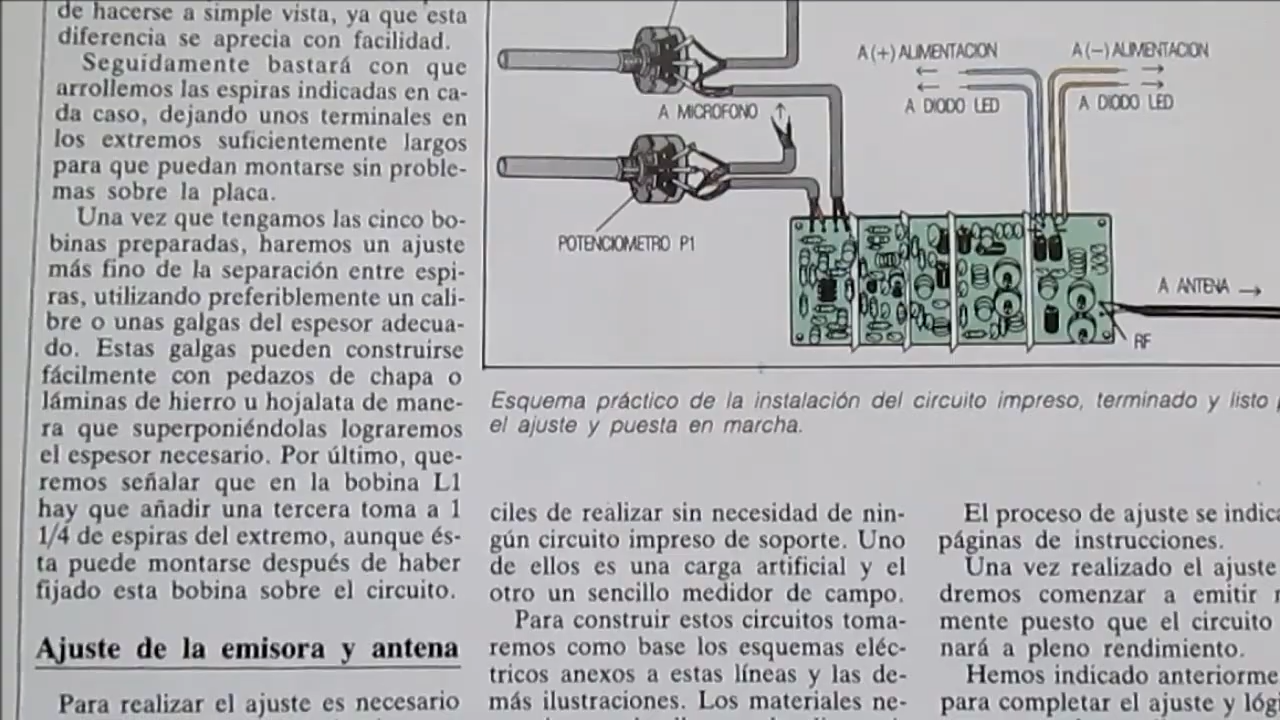 de hacerse a simple vista, ya que esta
diferencia se aprecia con facilidad.
Seguidamente bastará con que
arrollemos las espiras indicadas en ca-
da caso, dejando unos terminales en
los extremos suficientemente largos
para que puedan montarse sin proble-
mas sobre la placa.
Una vez que tengamos las cinco bo-
binas preparadas, haremos un ajuste
más fino de la separación entre espi-
ras, utilizando preferiblemente un cali-
bre o unas galgas del espesor adecua-
do. Estas galgas pueden construirse
fácilmente con pedazos de chapa o
láminas de hierro u hojalata de mane-
ra que superponiéndolas lograremos
el espesor necesario. Por último, que-
remos señalar que en la bobina L1
hay que añadir una tercera toma a 1
1/4 de espiras del extremo, aunque és-
ta puede montarse después de haber
fijado esta bobina sobre el circuito.
Ajuste de la emisora y antena
Para realizar el ajuste es necesario
A MICROFONO
POTENCIOMETRO P1
A (+) ALIMENTACION
A DIODO LED
A (-) ALIMENTACION
A DIODO LED
A ANTENA
RF
Esquema práctico de la instalación del circuito impreso, terminado y listo
el ajuste y puesta en marcha.
ciles de realizar sin necesidad de nin-
gún circuito impreso de soporte. Uno
de ellos es una carga artificial y el
otro un sencillo medidor de campo.
Para construir estos circuitos toma-
remos como base los esquemas eléc-
tricos anexos a estas líneas y las de-
más ilustraciones. Los materiales ne-
El proceso de ajuste se indica
páginas de instrucciones.
Una vez realizado el ajuste
dremos comenzar a emitir
mente puesto que el circuito
nará a pleno rendimiento.
Hemos indicado anteriorme
para completar el ajuste y lóg